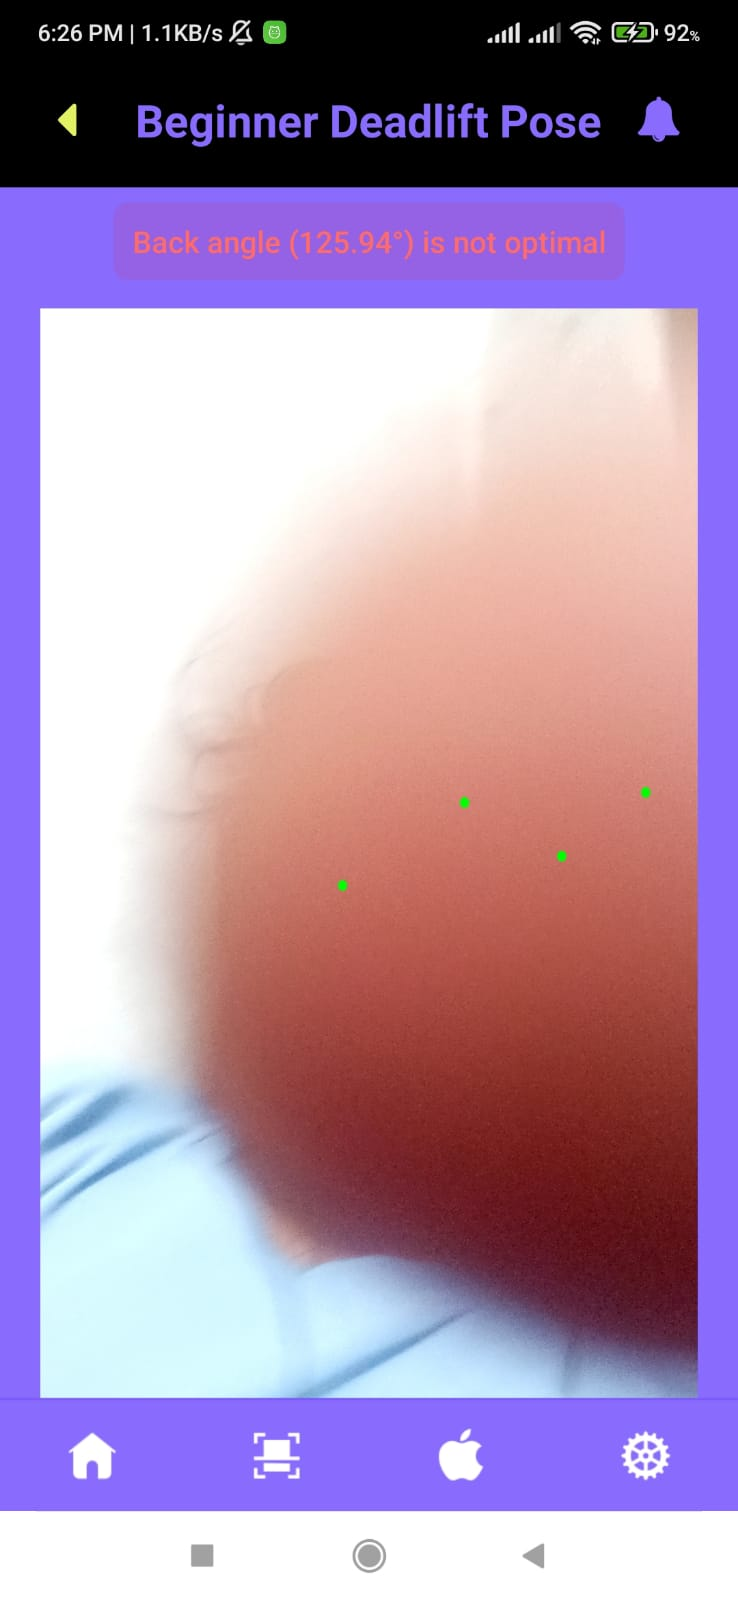 6:26 PM | 1.1KB/s 92%
Beginner Deadlift Pose
Back angle (125.94°) is not optimal